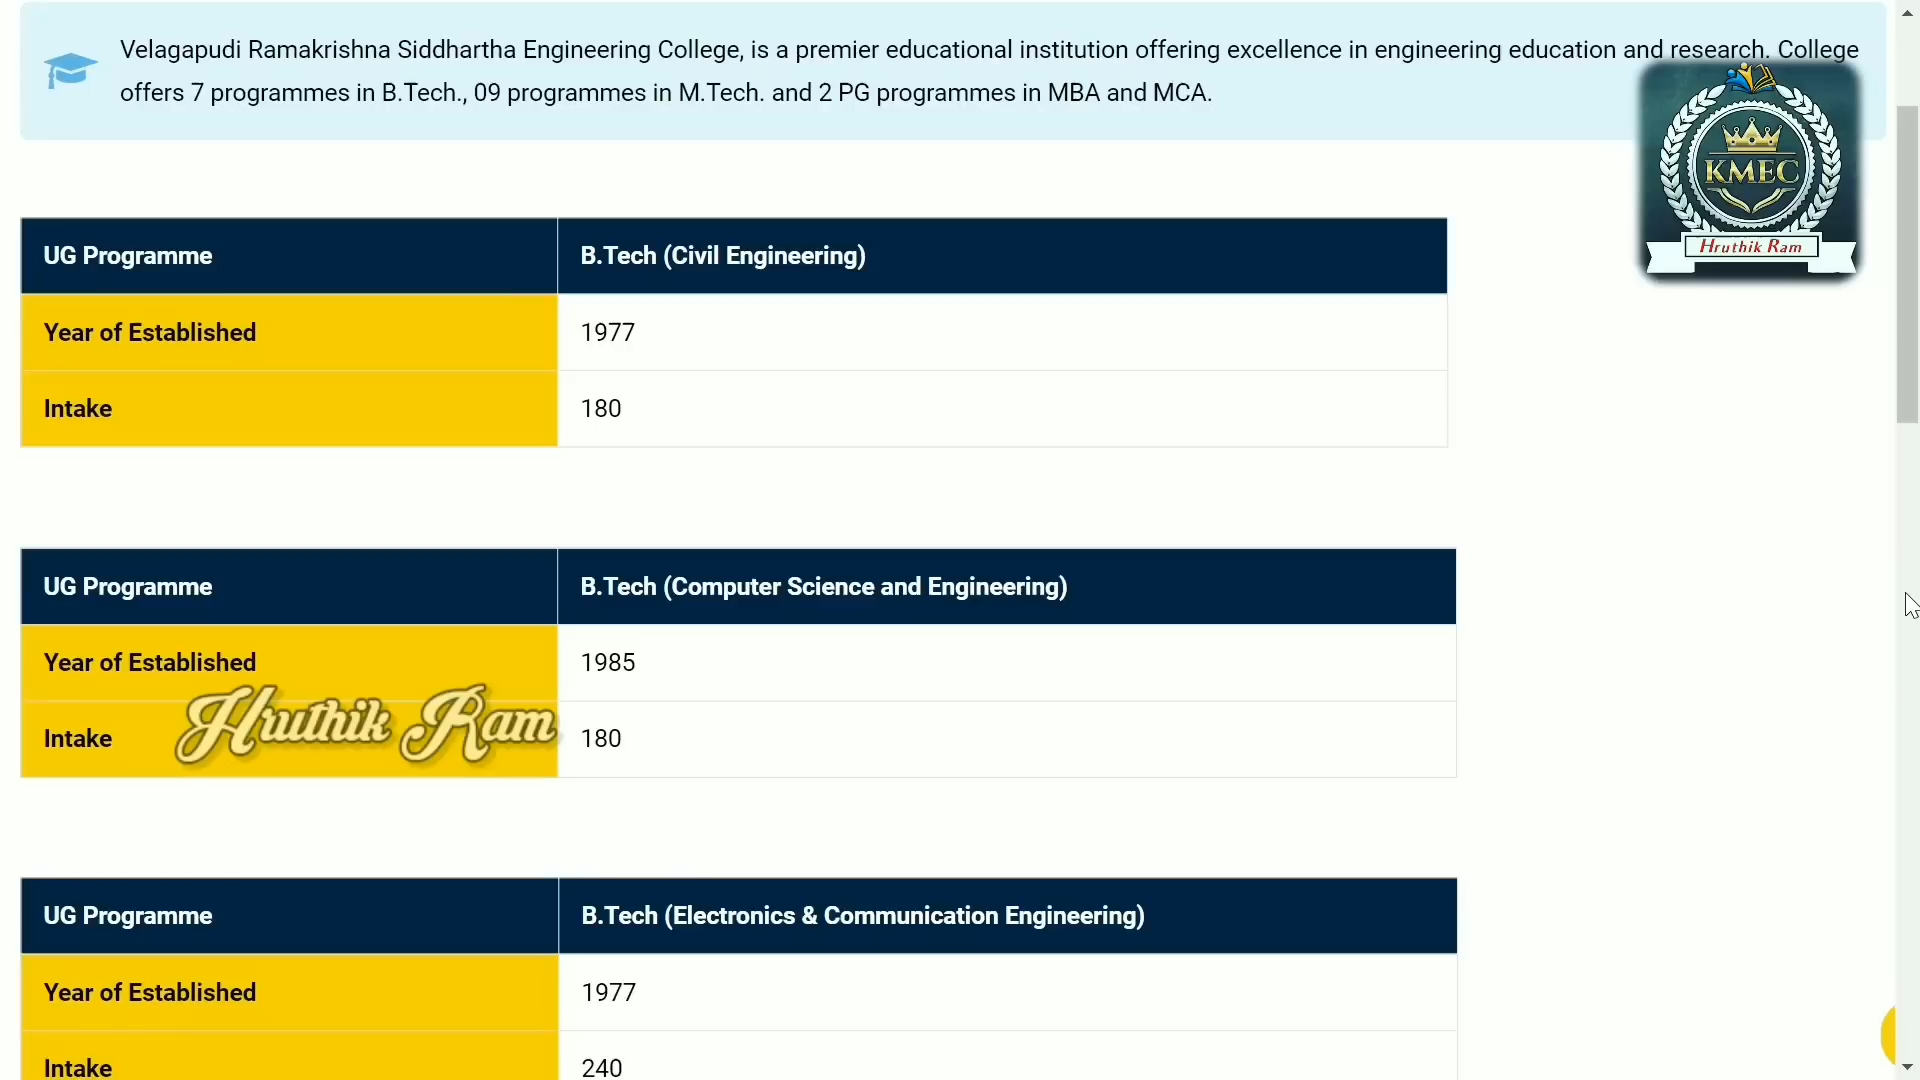 Velagapudi Ramakrishna Siddhartha Engineering College, is a premier educational institution offering excellence in engineering education and research. College
offers 7 programmes in B.Tech., 09 programmes in M.Tech. and 2 PG programmes in MBA and MCA.
KMEC
Hruthik Ram
UG Programme B.Tech (Civil Engineering)
Year of Established 1977
Intake 180
UG Programme B.Tech (Computer Science and Engineering)
Year of Established 1985
Hruthik Ram
Intake 180
UG Programme B.Tech (Electronics & Communication Engineering)
Year of Established 1977
Intake 240